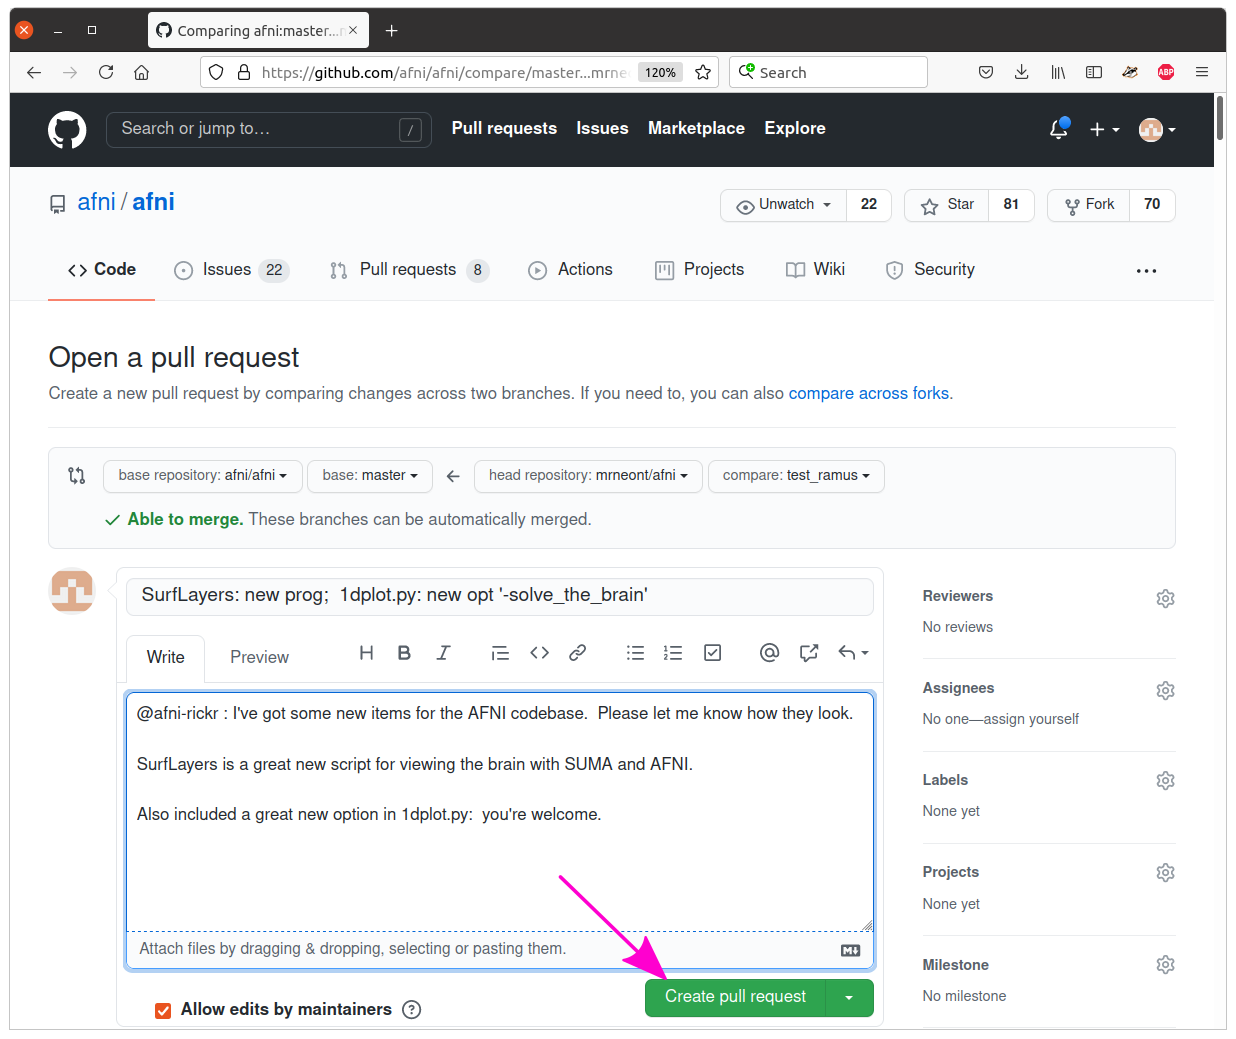 Comparing afni:master...m
https://github.com/afni/afni/compare/master...mrne 120% Search ABP
Search or jump to... / Pull requests Issues Marketplace Explore
afni / afni
Unwatch 22 Star 81 Fork 70
Code Issues 22 Pull requests 8 Actions Projects Wiki Security
Open a pull request
Create a new pull request by comparing changes across two branches. If you need to, you can also compare across forks.
base repository: afni/afni base: master head repository: mrneont/afni compare: test_ramus
Able to merge. These branches can be automatically merged.
SurfLayers: new prog;  1dplot.py: new opt '-solve_the_brain'
Write Preview
@afni-rickr : I've got some new items for the AFNI codebase.  Please let me know how they look.
SurfLayers is a great new script for viewing the brain with SUMA and AFNI.
Also included a great new option in 1dplot.py:  you're welcome.
Attach files by dragging & dropping, selecting or pasting them.
Allow edits by maintainers
Create pull request
Reviewers
No reviews
Assignees
No one—assign yourself
Labels
None yet
Projects
None yet
Milestone
No milestone